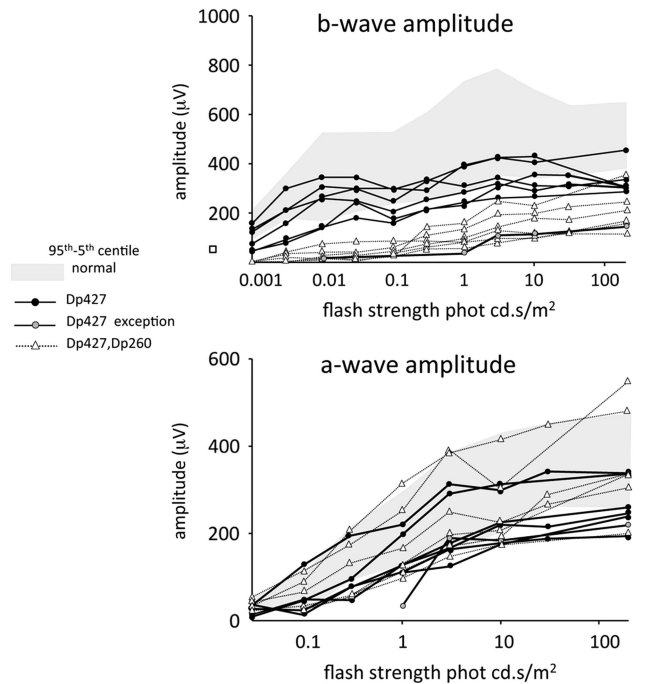 b-wave amplitude
1000
800
600
400
200
amplitude (μV)
0.001 0.01 0.1 1 10 100
flash strength phot cd.s/m²
95th-5th centile
normal
Dp427
Dp427 exception
Dp427,Dp260
a-wave amplitude
600
400
200
0
amplitude (μV)
0.1 1 10 100
flash strength phot cd.s/m²